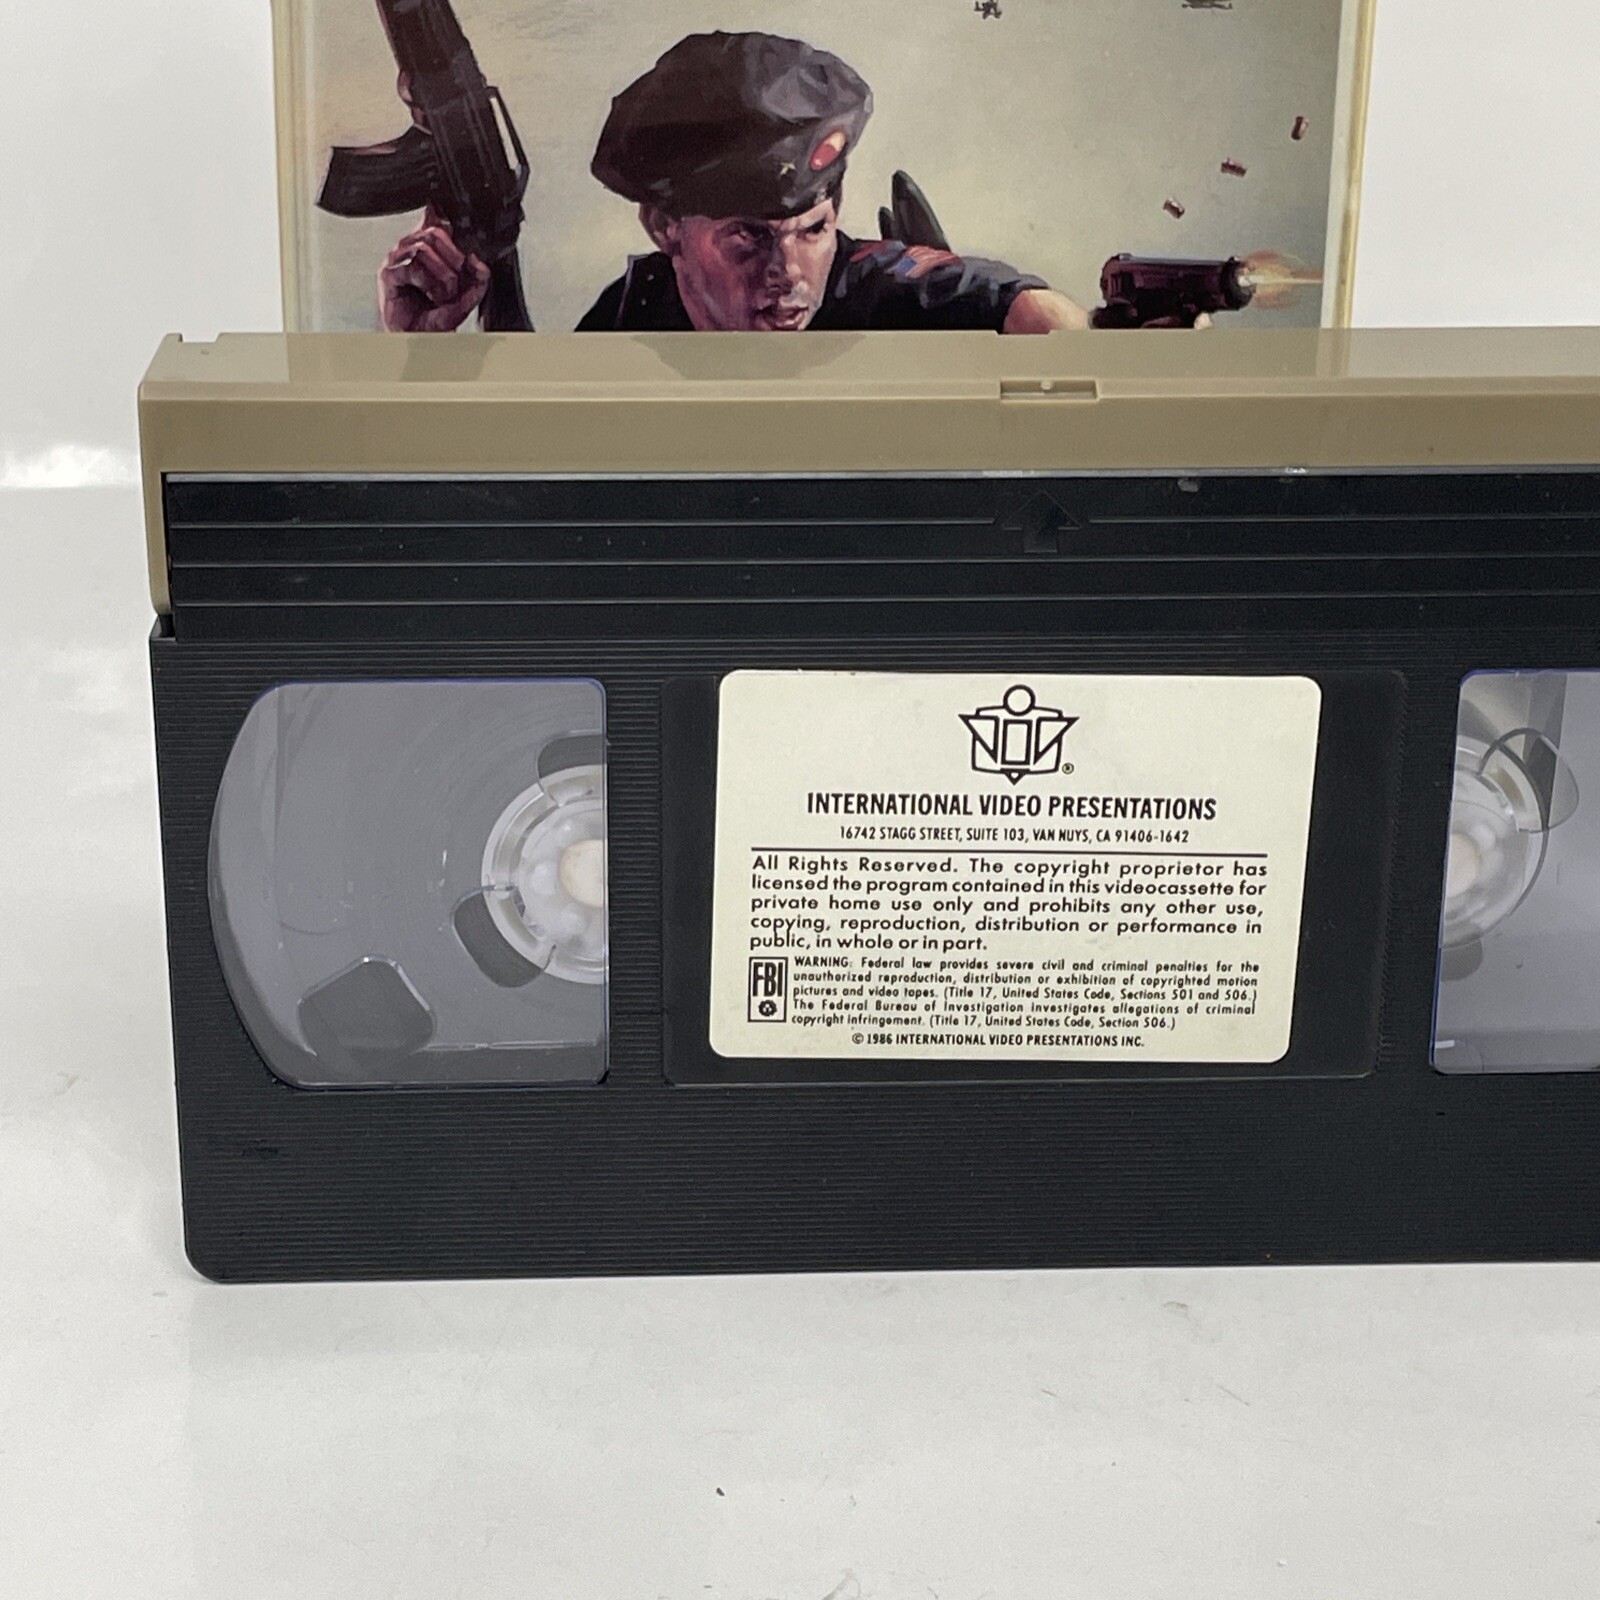 IVP®
INTERNATIONAL VIDEO PRESENTATIONS
16742 STAGG STREET, SUITE 103, VAN NUYS, CA 91406-1642
All Rights Reserved. The copyright proprietor has
licensed the program contained in this videocassette for
private home use only and prohibits any other use,
copying, reproduction, distribution or performance in
public, in whole or in part.
FBI
WARNING: Federal law provides severe civil and criminal penalties for the
unauthorized reproduction, distribution or exhibition of copyrighted motion
pictures and video tapes. (Title 17, United States Code, Sections 501 and 506.)
The Federal Bureau of Investigation investigates allegations of criminal
copyright infringement. (Title 17, United States Code, Section 506.)
© 1986 INTERNATIONAL VIDEO PRESENTATIONS INC.